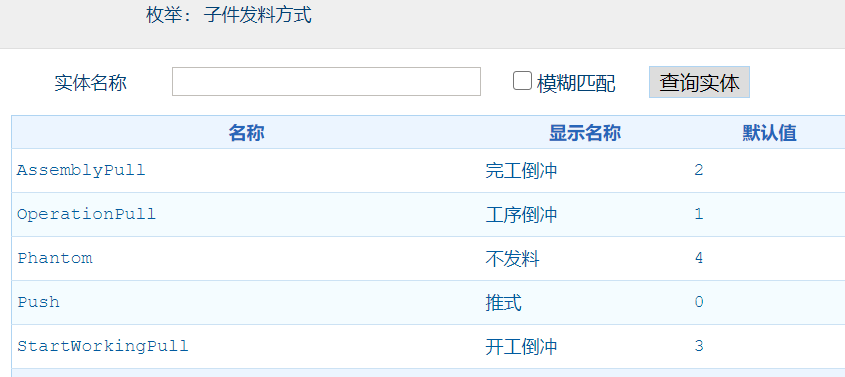 枚举: 子件发料方式
实体名称 模糊匹配 查询实体
名称 显示名称 默认值
AssemblyPull 完工倒冲 2
OperationPull 工序倒冲 1
Phantom 不发料 4
Push 推式 0
StartWorkingPull 开工倒冲 3